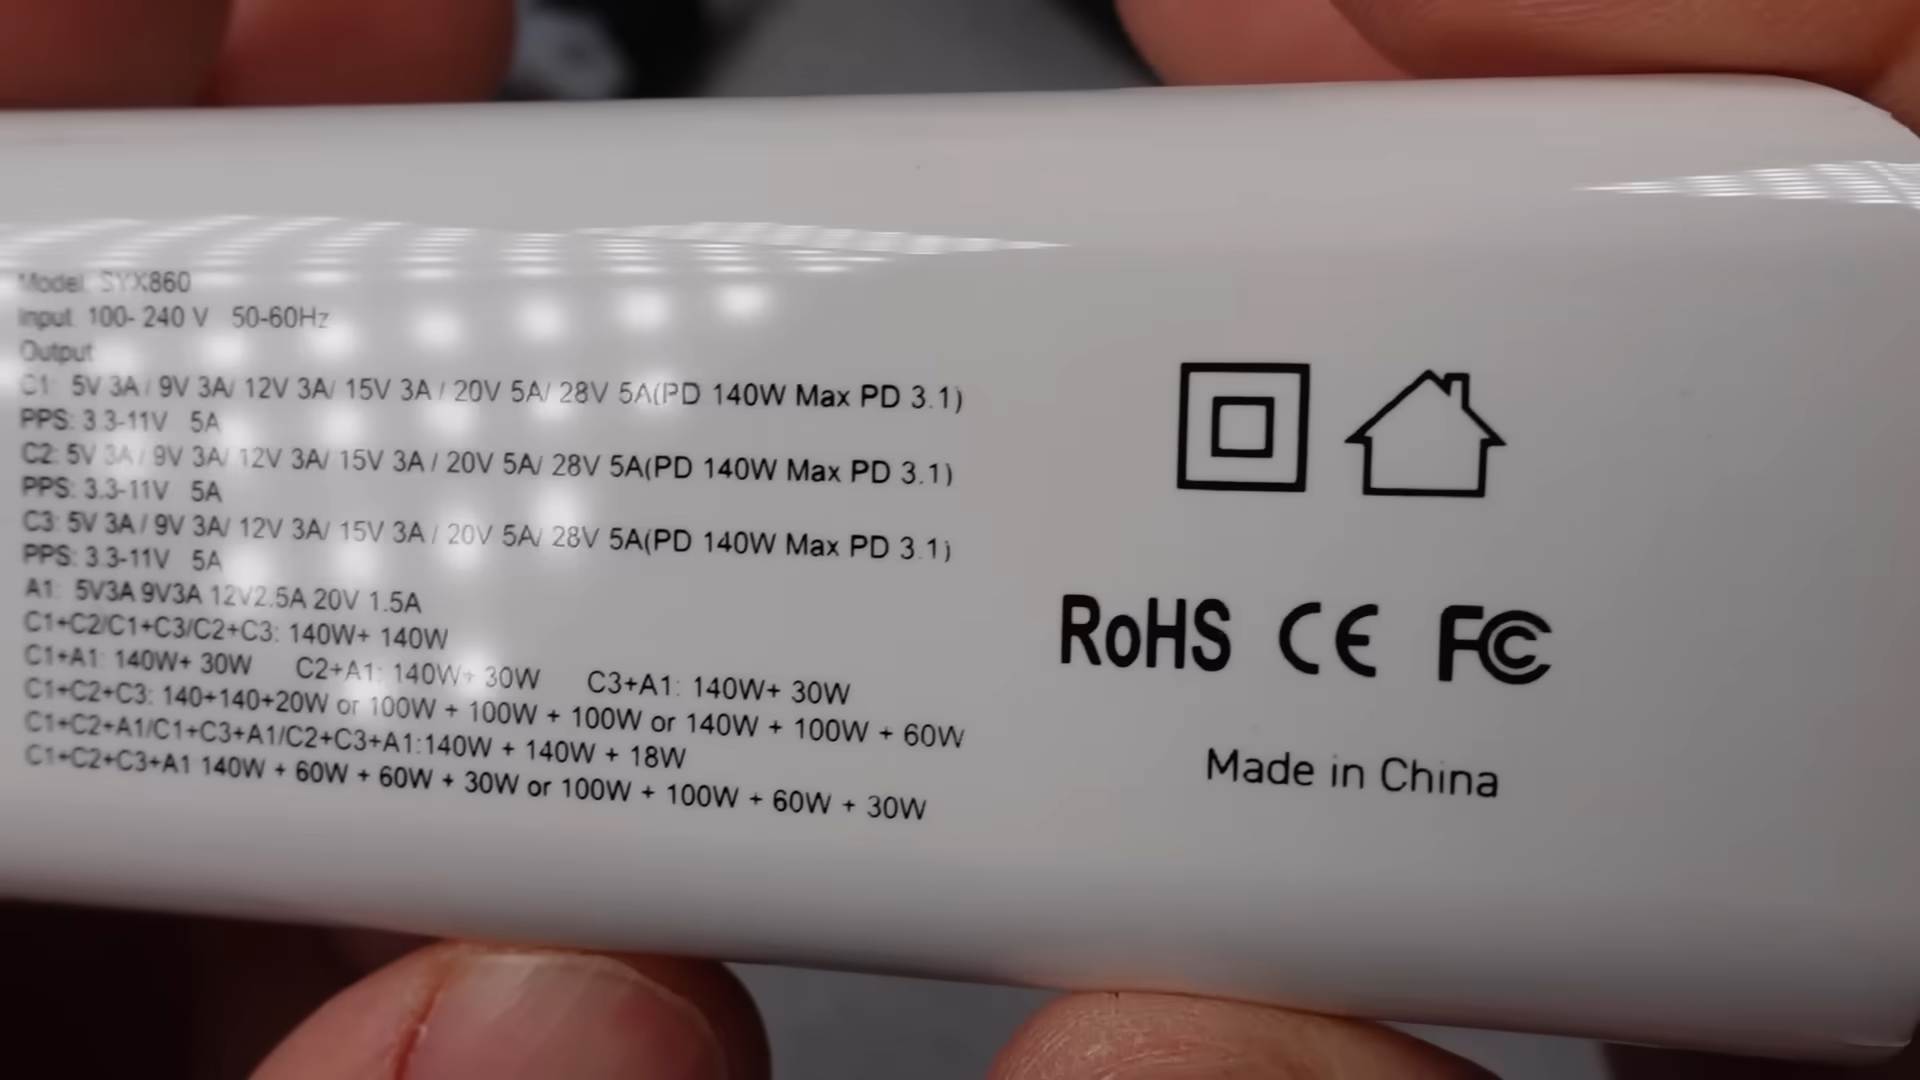 Model: SYX860
Input: 100- 240 V 50-60Hz
Output
C1: 5V 3A / 9V 3A/ 12V 3A/ 15V 3A / 20V 5A/ 28V 5A(PD 140W Max PD 3.1)
PPS: 3.3-11V 5A
C2: 5V 3A / 9V 3A/ 12V 3A/ 15V 3A / 20V 5A/ 28V 5A(PD 140W Max PD 3.1)
PPS: 3.3-11V 5A
C3: 5V 3A / 9V 3A/ 12V 3A/ 15V 3A / 20V 5A/ 28V 5A(PD 140W Max PD 3.1)
PPS: 3.3-11V 5A
A1: 5V3A 9V3A 12V2.5A 20V 1.5A
C1+C2/C1+C3/C2+C3: 140W+ 140W
C1+A1: 140W+ 30W C2+A1: 140W+ 30W C3+A1: 140W+ 30W
C1+C2+C3: 140+140+20W or 100W + 100W + 100W or 140W + 100W + 60W
C1+C2+A1/C1+C3+A1/C2+C3+A1:140W + 140W + 18W
C1+C2+C3+A1 140W + 60W + 60W + 30W or 100W + 100W + 60W + 30W
RoHS CE FC
Made in China